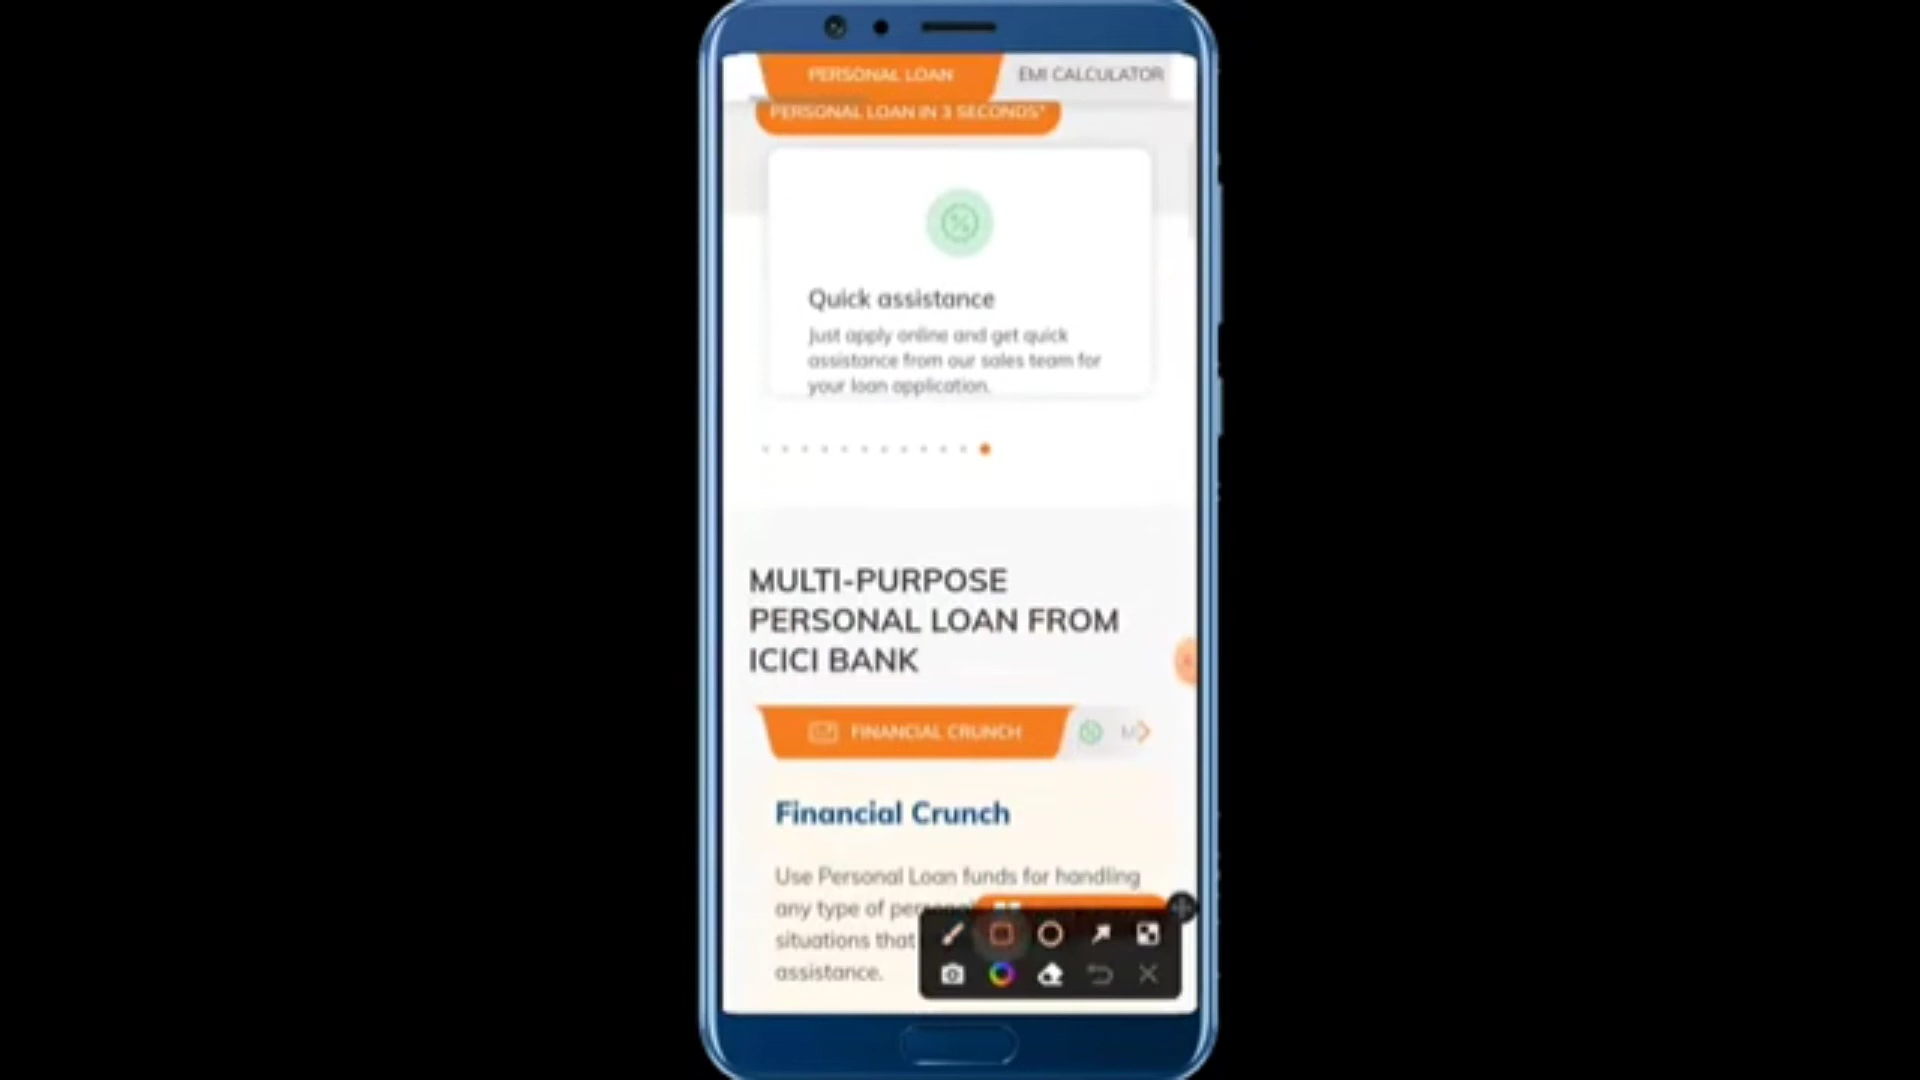 PERSONAL LOAN
EMI CALCULATOR
PERSONAL LOAN IN 3 SECONDS*
Quick assistance
Just apply online and get quick
assistance from our sales team for
your loan application.
MULTI-PURPOSE
PERSONAL LOAN FROM
ICICI BANK
FINANCIAL CRUNCH
Financial Crunch
Use Personal Loan funds for handling
any type of
situations that
assistance.